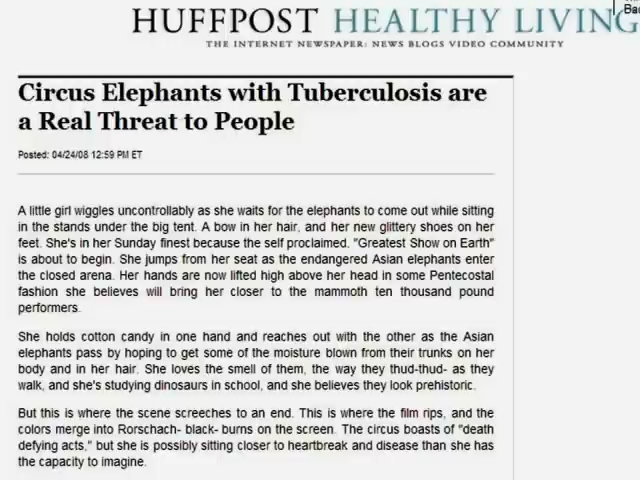 HUFFPOST HEALTHY LIVING
THE INTERNET NEWSPAPER: NEWS BLOGS VIDEO COMMUNITY
Circus Elephants with Tuberculosis are
a Real Threat to People
Posted: 04/24/08 12:59 PM ET
A little girl wiggles uncontrollably as she waits for the elephants to come out while sitting
in the stands under the big tent. A bow in her hair, and her new glittery shoes on her
feet. She's in her Sunday finest because the self proclaimed. "Greatest Show on Earth"
is about to begin. She jumps from her seat as the endangered Asian elephants enter
the closed arena. Her hands are now lifted high above her head in some Pentecostal
fashion she believes will bring her closer to the mammoth ten thousand pound
performers.
She holds cotton candy in one hand and reaches out with the other as the Asian
elephants pass by hoping to get some of the moisture blown from their trunks on her
body and in her hair. She loves the smell of them, the way they thud-thud- as they
walk, and she's studying dinosaurs in school, and she believes they look prehistoric.
But this is where the scene screeches to an end. This is where the film rips, and the
colors merge into Rorschach- black- burns on the screen. The circus boasts of "death
defying acts," but she is possibly sitting closer to heartbreak and disease than she has
the capacity to imagine.